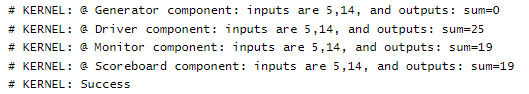 # KERNEL: @ Generator component: inputs are 5,14, and outputs: sum=0
# KERNEL: @ Driver component: inputs are 5,14, and outputs: sum=25
# KERNEL: @ Monitor component: inputs are 5,14, and outputs: sum=19
# KERNEL: @ Scoreboard component: inputs are 5,14, and outputs: sum=19
# KERNEL: Success